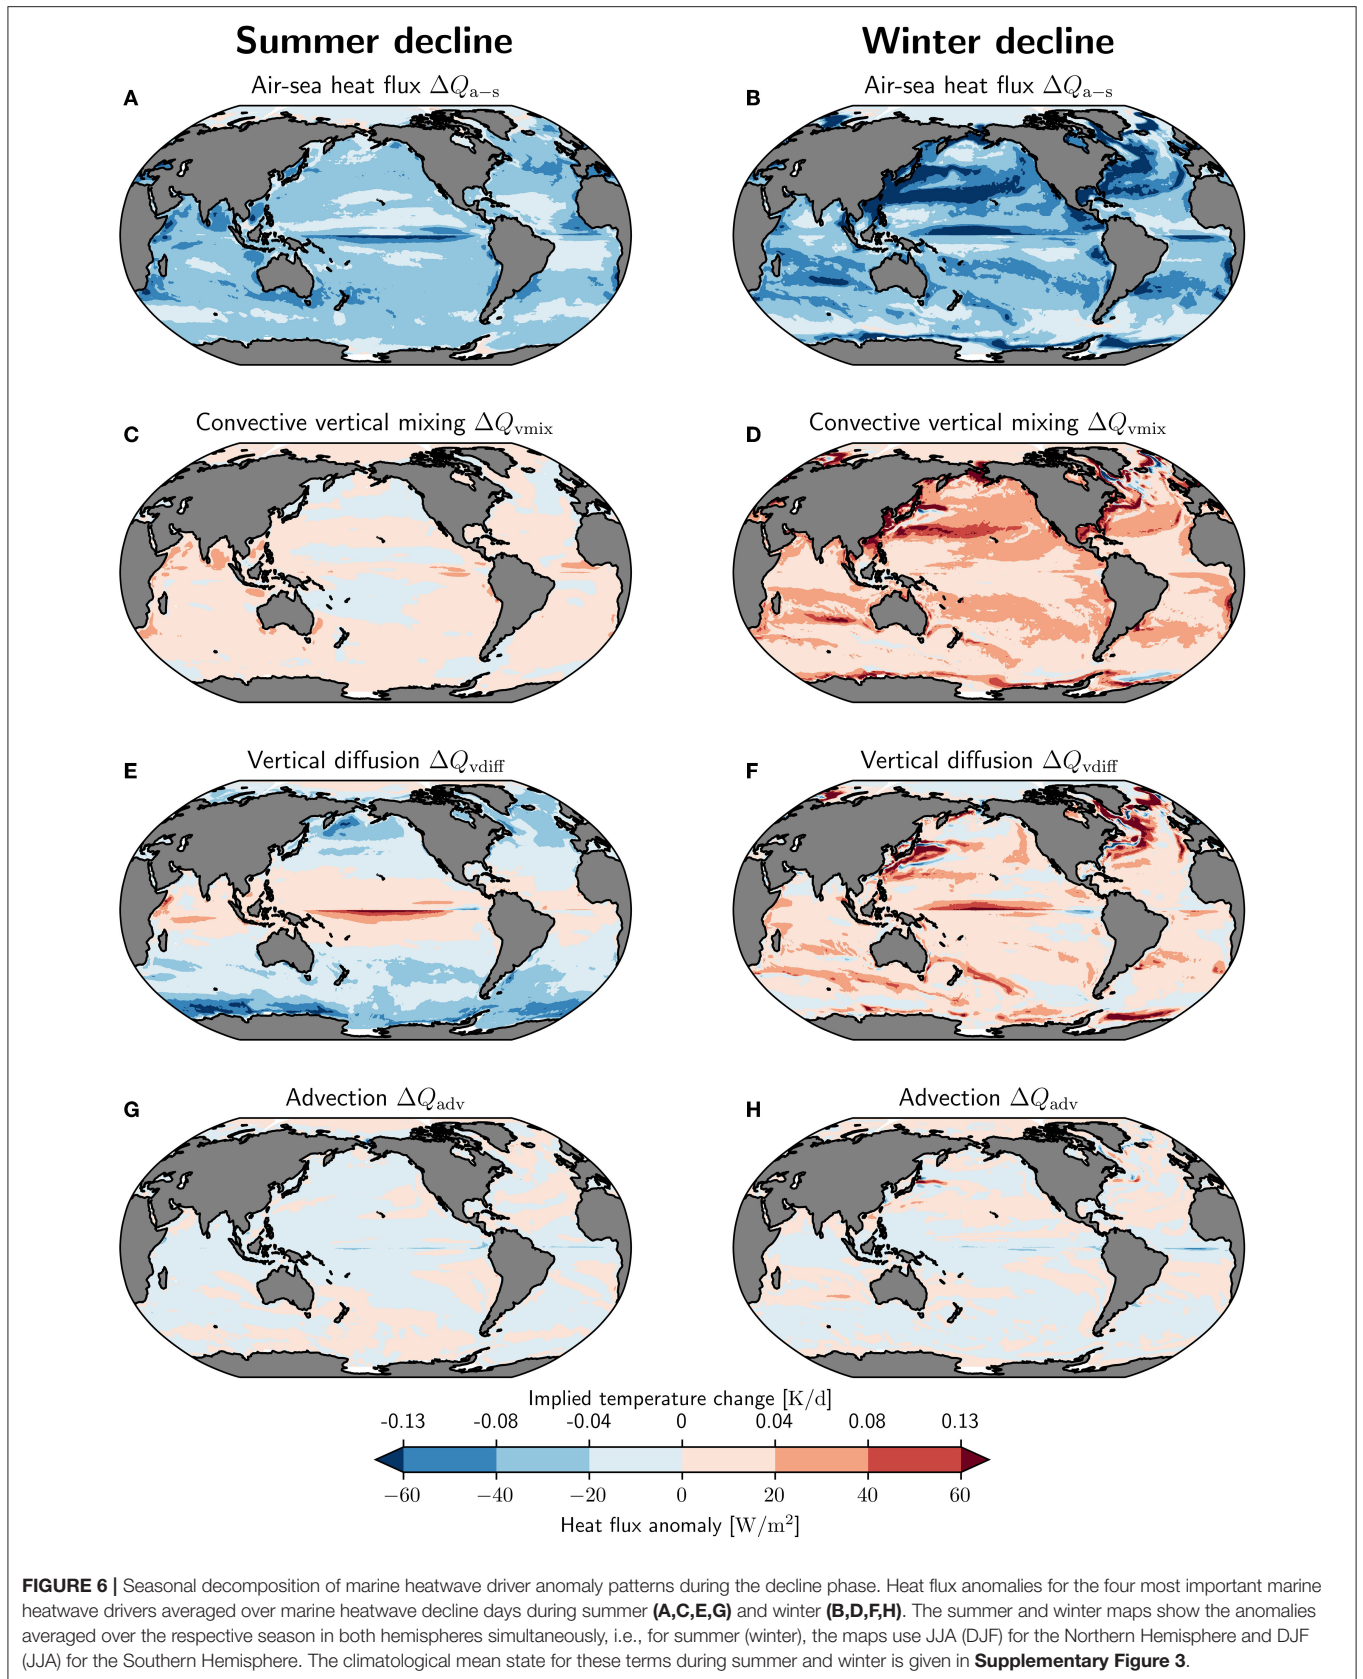 Summer decline
Winter decline
A
Air-sea heat flux ΔQa−s
B
Air-sea heat flux ΔQa−s
C
Convective vertical mixing ΔQvmix
D
Convective vertical mixing ΔQvmix
E
Vertical diffusion ΔQvdiff
F
Vertical diffusion ΔQvdiff
G
Advection ΔQadv
H
Advection ΔQadv
Implied temperature change [K/d]
-0.13 -0.08 -0.04 0 0.04 0.08 0.13
−60 −40 −20 0 20 40 60
Heat flux anomaly [W/m²]
FIGURE 6 | Seasonal decomposition of marine heatwave driver anomaly patterns during the decline phase. Heat flux anomalies for the four most important marine
heatwave drivers averaged over marine heatwave decline days during summer (A,C,E,G) and winter (B,D,F,H). The summer and winter maps show the anomalies
averaged over the respective season in both hemispheres simultaneously, i.e., for summer (winter), the maps use JJA (DJF) for the Northern Hemisphere and DJF
(JJA) for the Southern Hemisphere. The climatological mean state for these terms during summer and winter is given in Supplementary Figure 3.